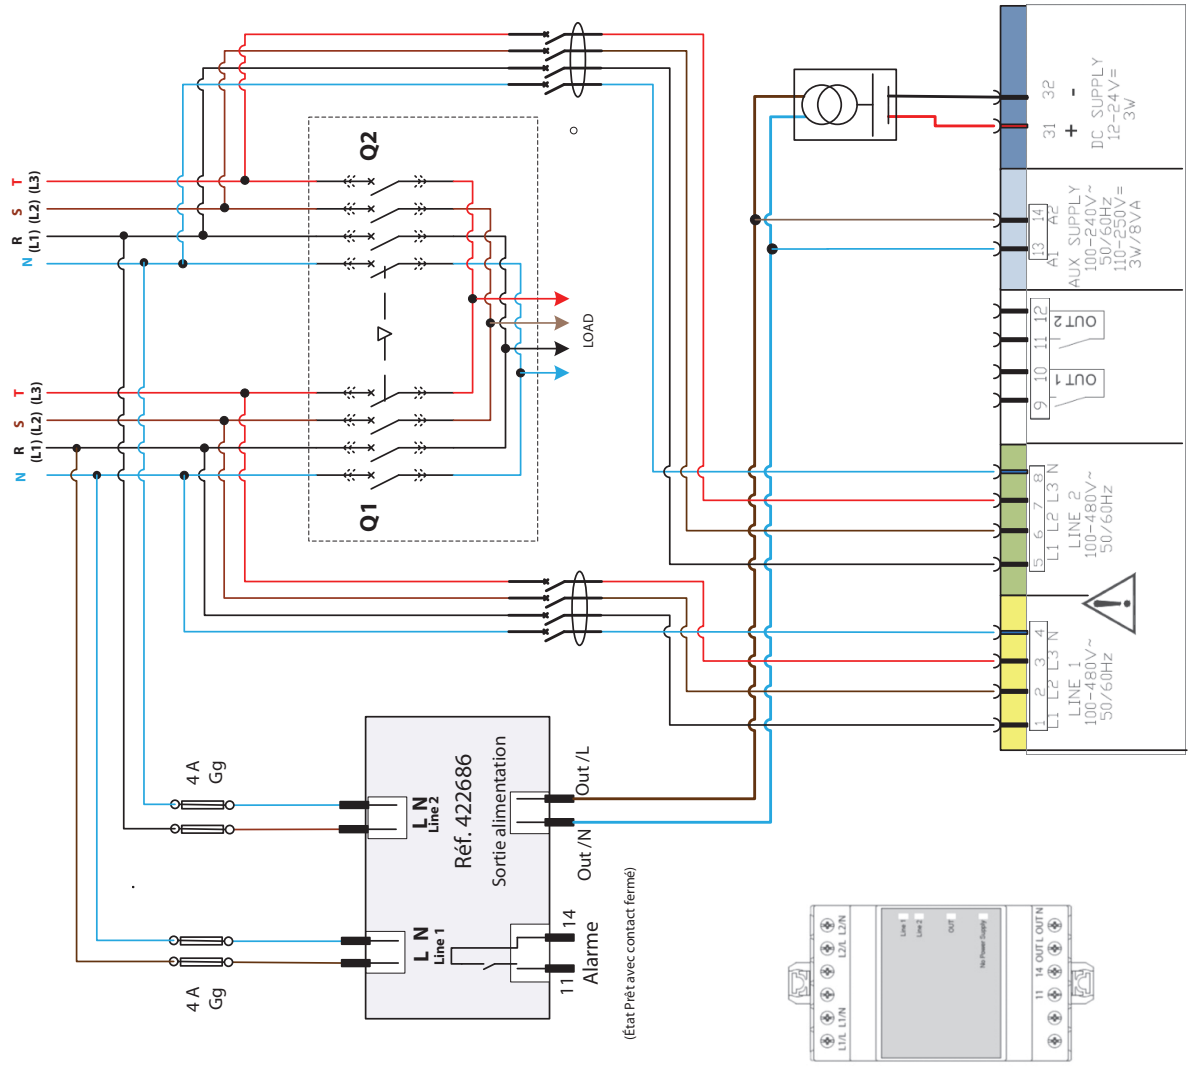 T
(L3)
S
(L2)
R
(L1)
N
Q2
T
(L3)
S
(L2)
R
(L1)
N
Q1
LOAD
32 -
31 +
DC SUPPLY
12-24V=
3W
14 A2
13 A1
AUX SUPPLY
100-240V~
50/60Hz
110-250V=
3W/8VA
12
11
OUT2
10
9
OUT1
8 N
7 L3
6 L2
5 L1
LINE 2
100-480V~
50/60Hz
4 N
3 L3
2 L2
1 L1
LINE 1
100-480V~
50/60Hz
4 A
Gg
4 A
Gg
L N
Line 2
L N
Line 1
Réf. 422686
Sortie alimentation
Out /L
Out /N
14
11
Alarme
(État Prêt avec contact fermé)
L1/L L1/N L2/L L2/N
Line 1
Line 2
OUT
No Power Supply
11 14 OUT L OUT N